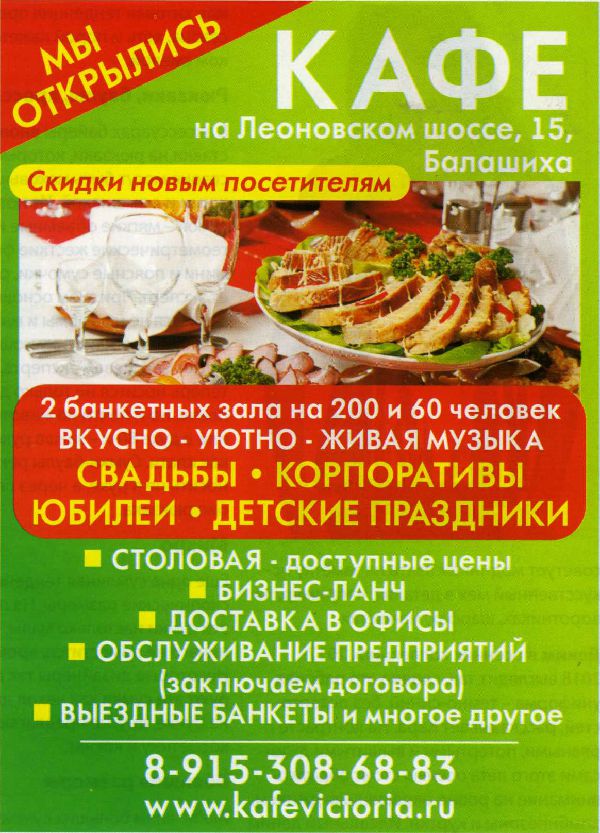 МЫ
ОТКРЫЛИСЬ
КАФЕ
на Леоновском шоссе, 15,
Балашиха
Скидки новым посетителям
2 банкетных зала на 200 и 60 человек
ВКУСНО - УЮТНО - ЖИВАЯ МУЗЫКА
СВАДЬБЫ • КОРПОРАТИВЫ
ЮБИЛЕИ • ДЕТСКИЕ ПРАЗДНИКИ
СТОЛОВАЯ - доступные цены
БИЗНЕС-ЛАНЧ
ДОСТАВКА В ОФИСЫ
ОБСЛУЖИВАНИЕ ПРЕДПРИЯТИЙ
(заключаем договора)
ВЫЕЗДНЫЕ БАНКЕТЫ и многое другое
8-915-308-68-83
www.kafevictoria.ru